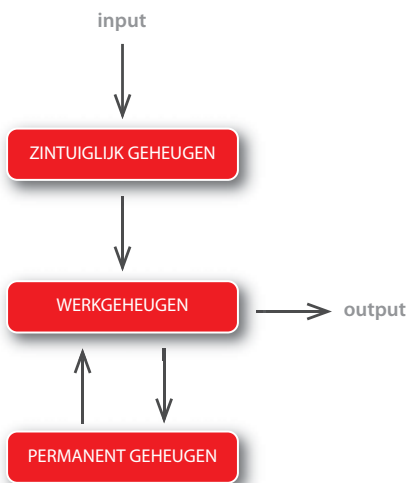 input
ZINTUIGLIJK GEHEUGEN
WERKGEHEUGEN
output
PERMANENT GEHEUGEN